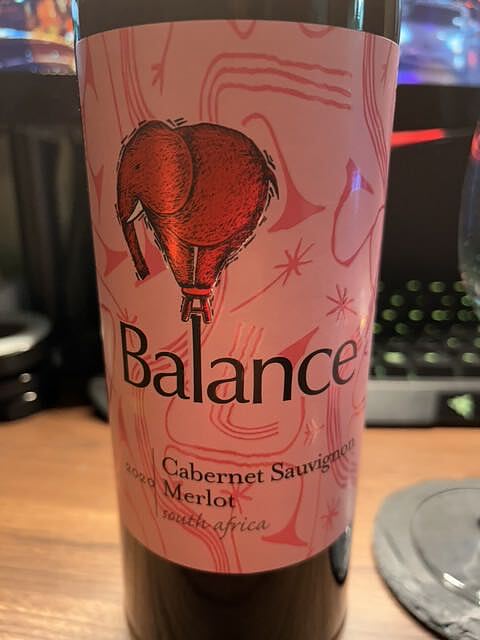 Balance
2020
Cabernet Sauvignon
Merlot
south africa